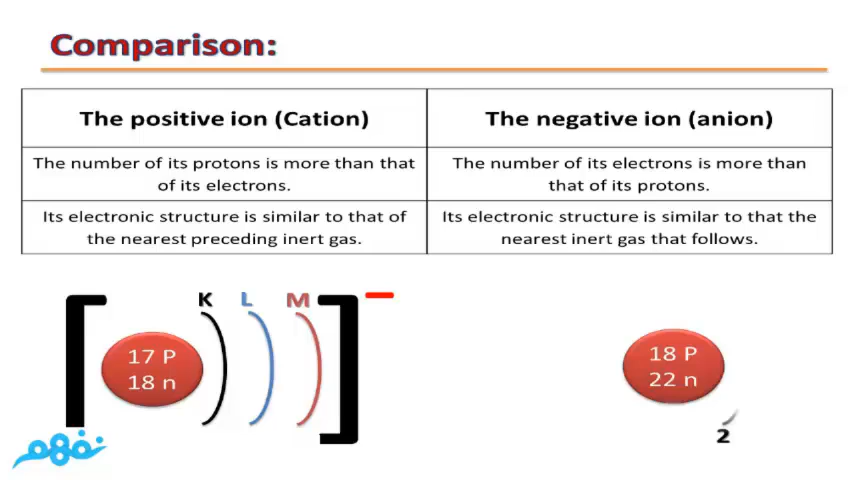 Comparison:
The positive ion (Cation)
The negative ion (anion)
The number of its protons is more than that
of its electrons.
The number of its electrons is more than
that of its protons.
Its electronic structure is similar to that of
the nearest preceding inert gas.
Its electronic structure is similar to that the
nearest inert gas that follows.
K L M
17 P
18 n
18 P
22 n
2
نفهم